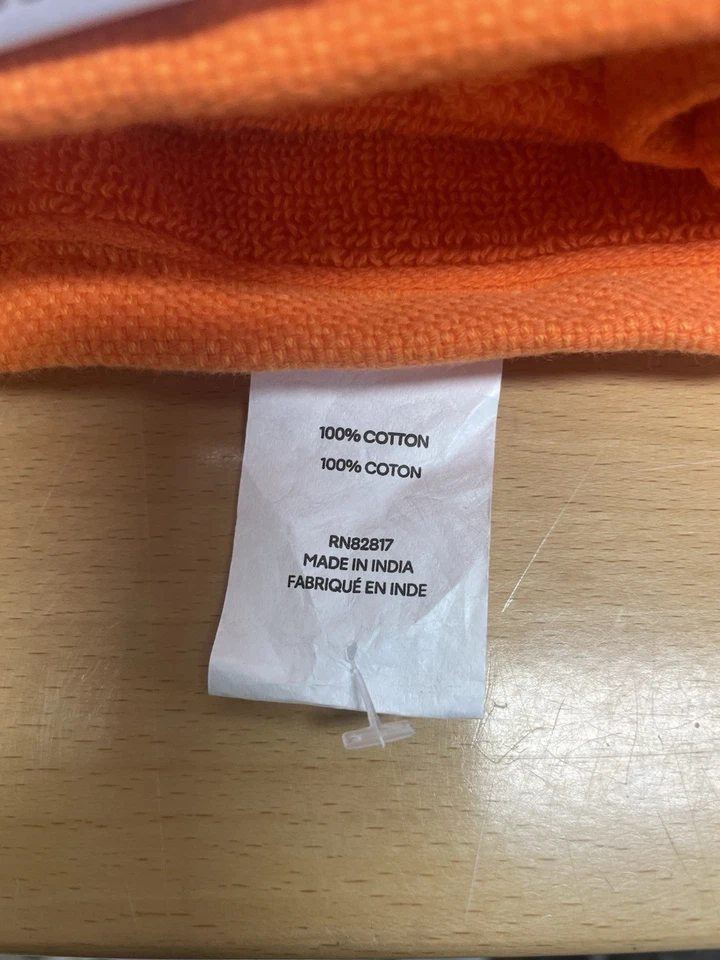 100% COTTON
100% COTON
RN82817
MADE IN INDIA
FABRIQUÉ EN INDE